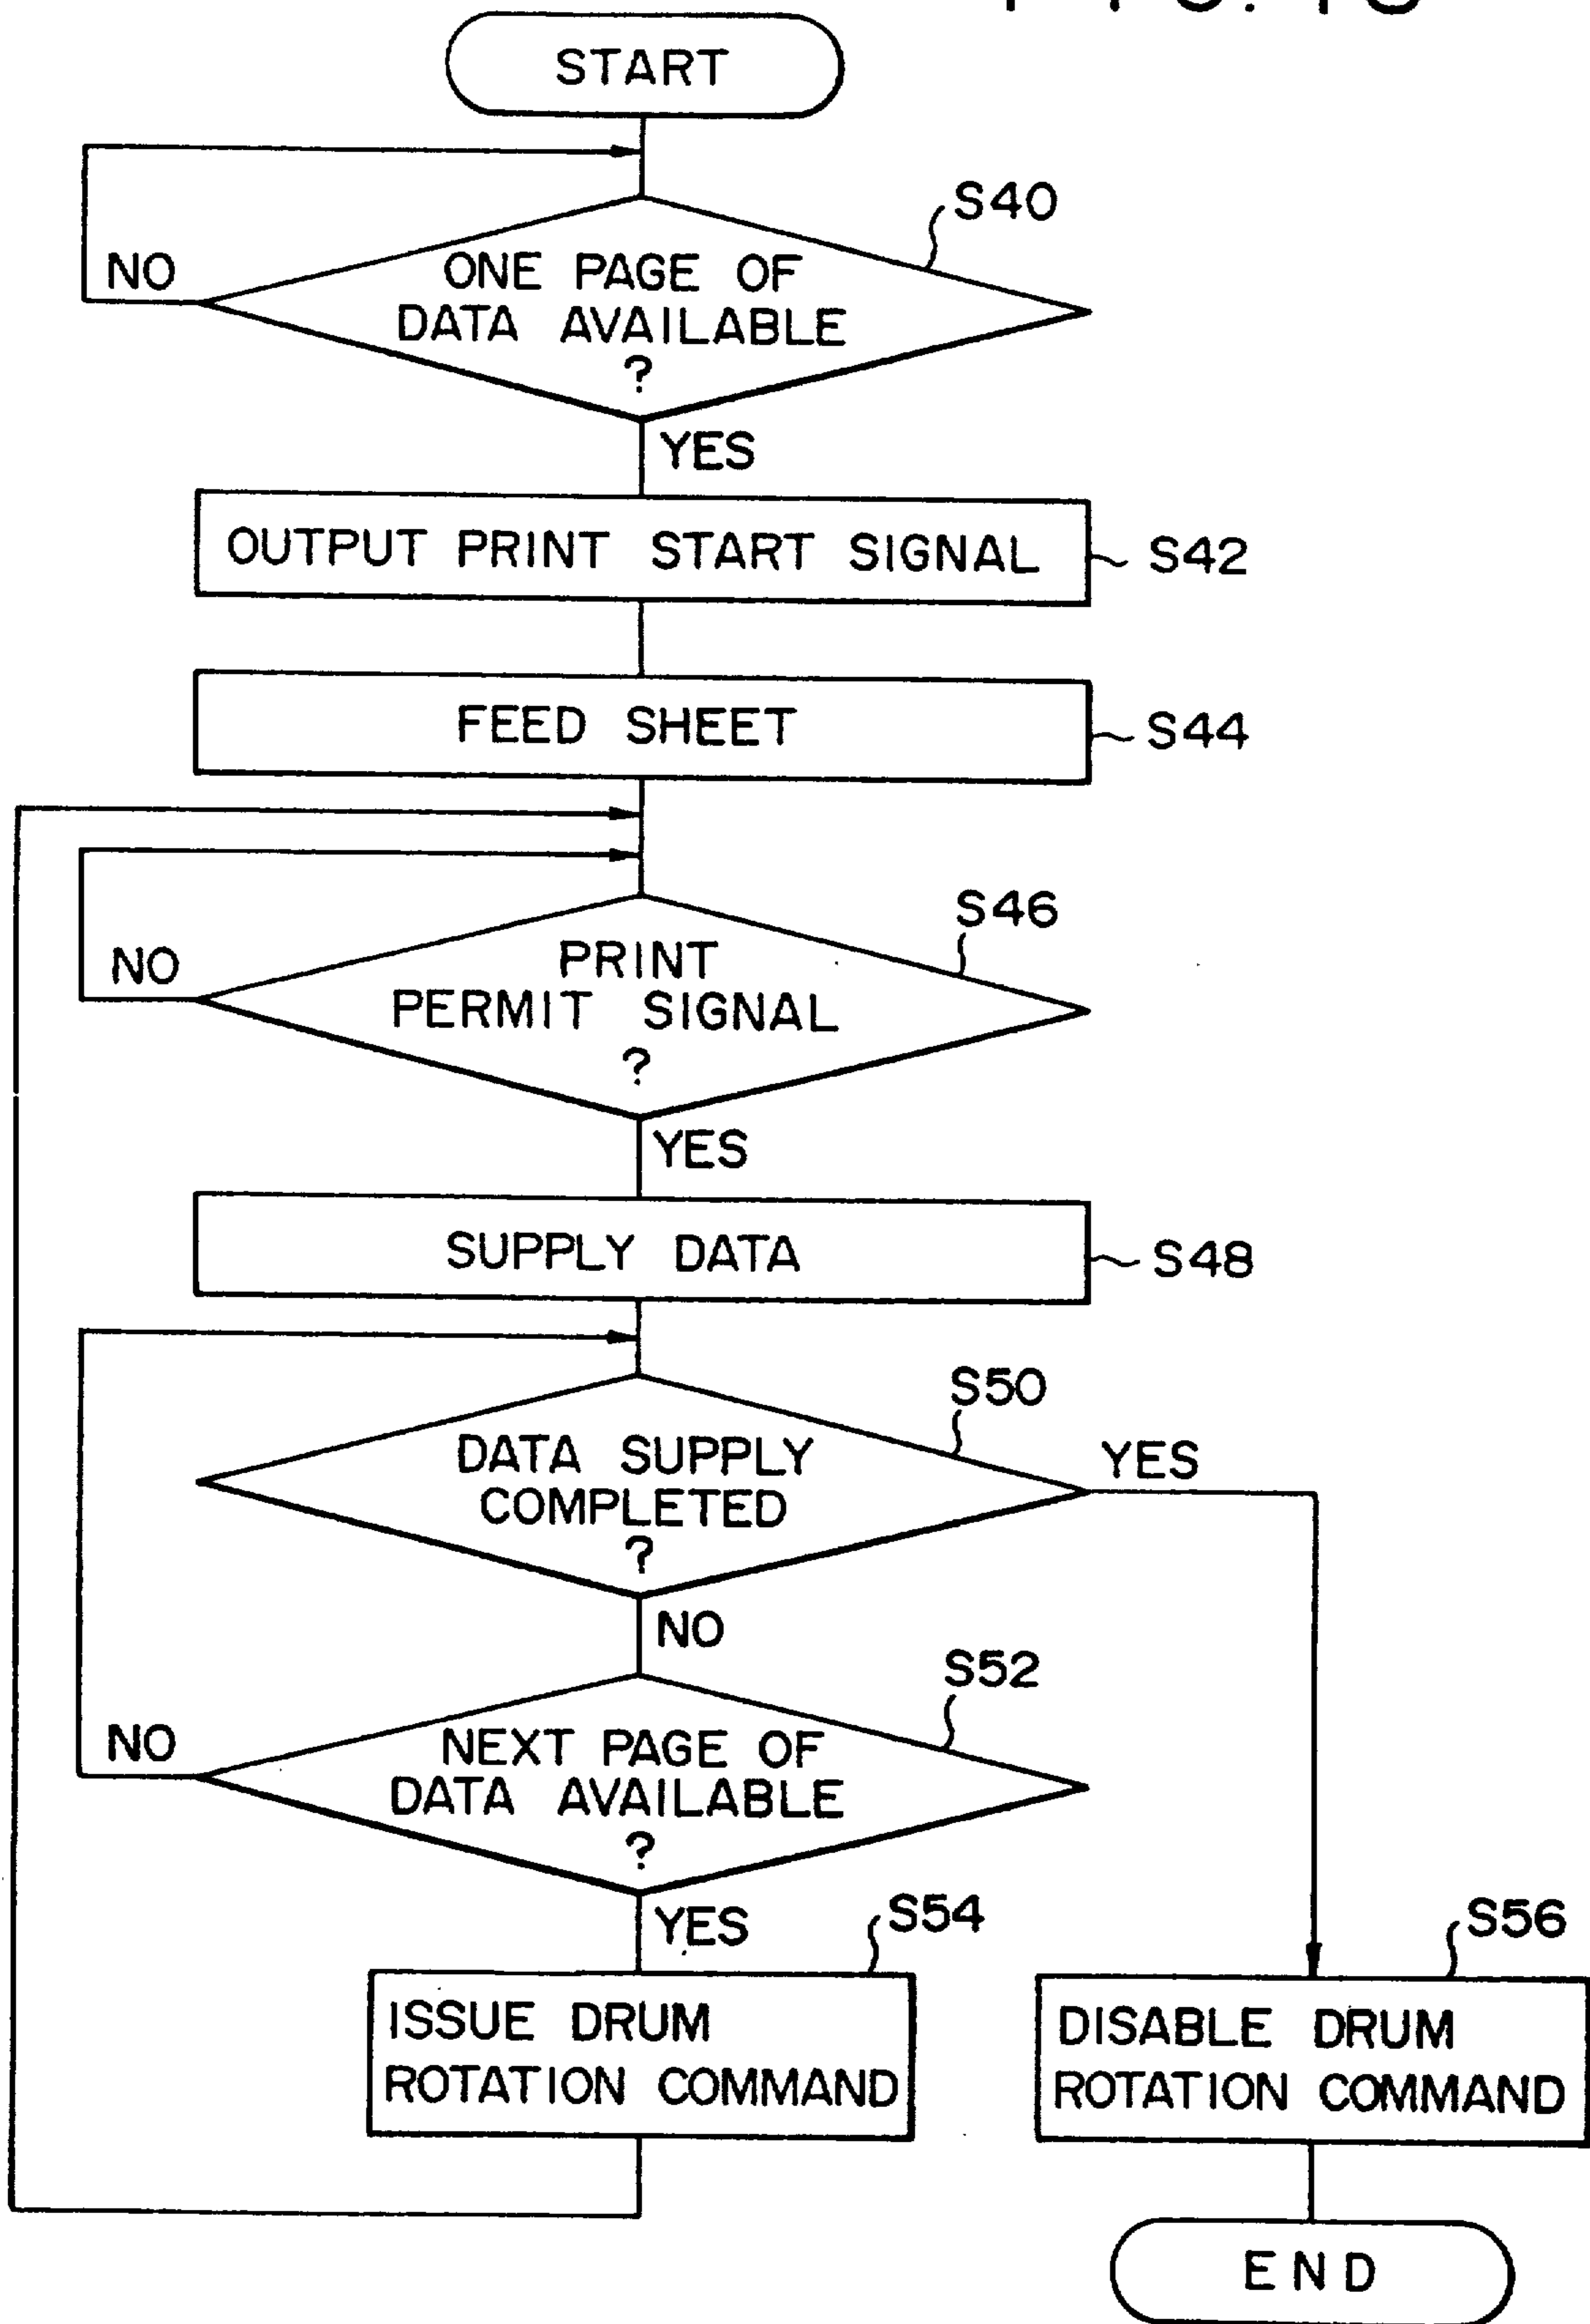 START
S40
NO
ONE PAGE OF
DATA AVAILABLE
?
YES
OUTPUT PRINT START SIGNAL
S42
FEED SHEET
S44
S46
NO
PRINT
PERMIT SIGNAL
?
YES
SUPPLY DATA
S48
S50
DATA SUPPLY
COMPLETED
?
YES
NO
S52
NO
NEXT PAGE OF
DATA AVAILABLE
?
YES
S54
S56
ISSUE DRUM
ROTATION COMMAND
DISABLE DRUM
ROTATION COMMAND
END